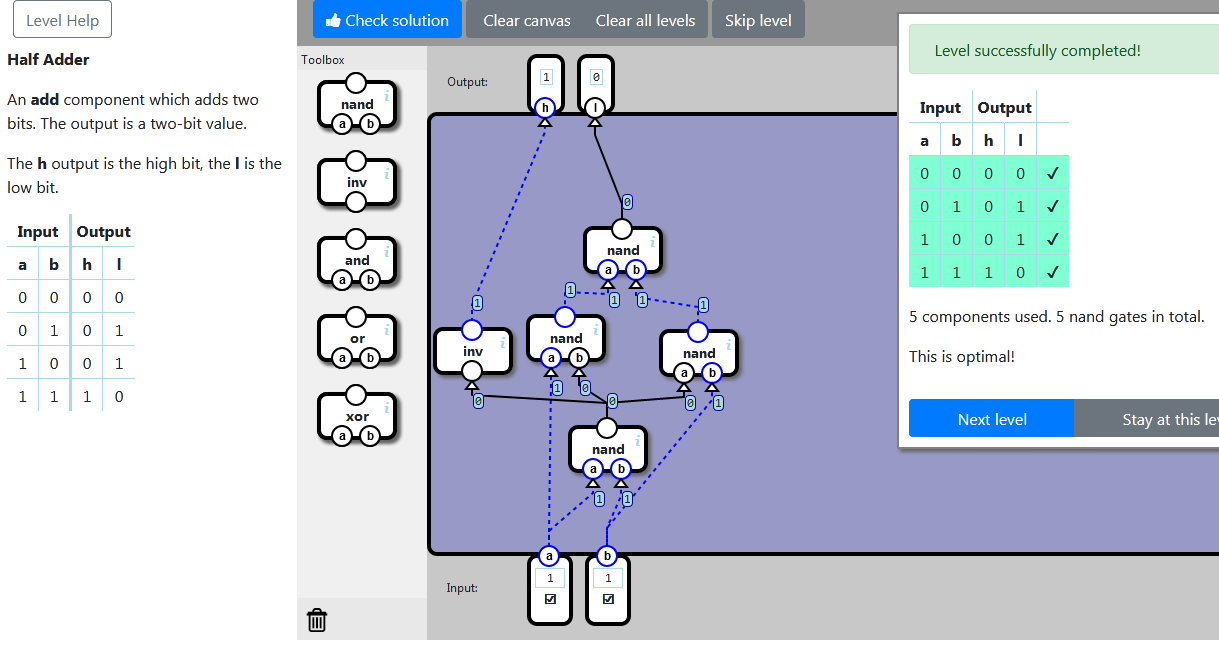 Level Help
Check solution
Clear canvas
Clear all levels
Skip level
Half Adder
An add component which adds two
bits. The output is a two-bit value.
The h output is the high bit, the l is the
low bit.
Input Output
a b h l
0 0 0 0
0 1 0 1
1 0 0 1
1 1 1 0
Toolbox
nand
i
a b
inv
i
and
i
a b
or
i
a b
xor
i
a b
Output:
1 0
h l
0
nand
i
a b
1 1 1 1
1
inv
i
nand
i
a b
nand
i
a b
0 1 0 0 0 1
nand
i
a b
1 1
a b
Input:
1 1
Level successfully completed!
Input Output
a b h l
0 0 0 0 ✓
0 1 0 1 ✓
1 0 0 1 ✓
1 1 1 0 ✓
5 components used. 5 nand gates in total.
This is optimal!
Next level
Stay at this lev